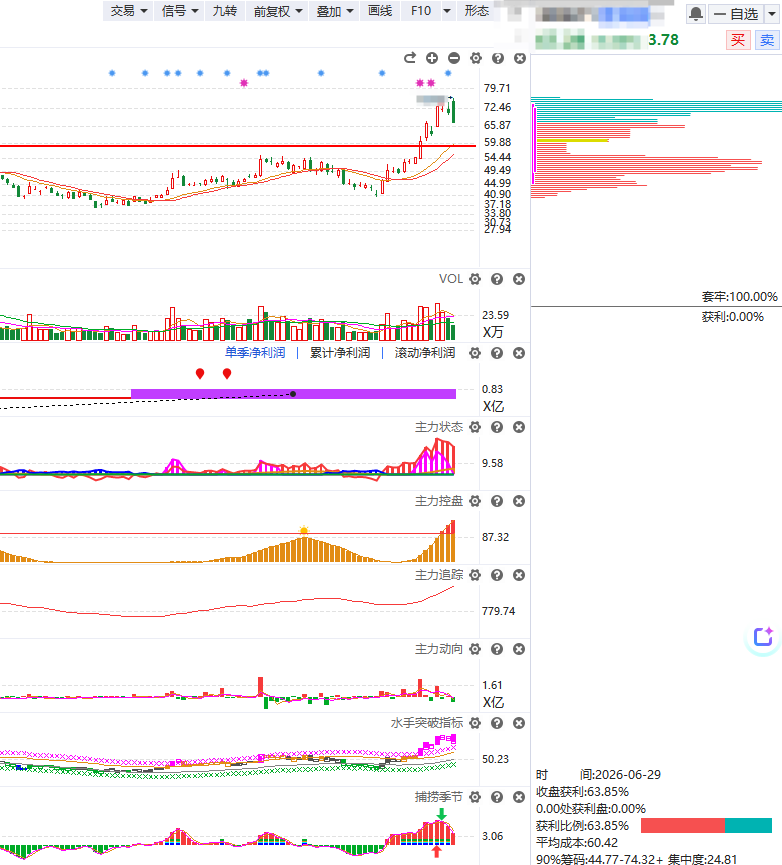 交易 信号 九转 前复权 叠加 画线 F10 形态 自选
3.78 买 卖
79.71
72.46
65.87
59.88
54.44
49.49
44.99
40.90
37.18
33.80
30.73
27.94
套牢:100.00%
获利:0.00%
VOL
23.59
X万
单季净利润 | 累计净利润 | 滚动净利润
0.83
X亿
主力状态
9.58
主力控盘
87.32
主力追踪
779.74
主力动向
1.61
X亿
水手突破指标
50.23
捕捞季节
3.06
时 间:2026-06-29
收盘获利:63.85%
0.00处获利盘:0.00%
获利比例:63.85%
平均成本:60.42
90%筹码:44.77-74.32+ 集中度:24.81